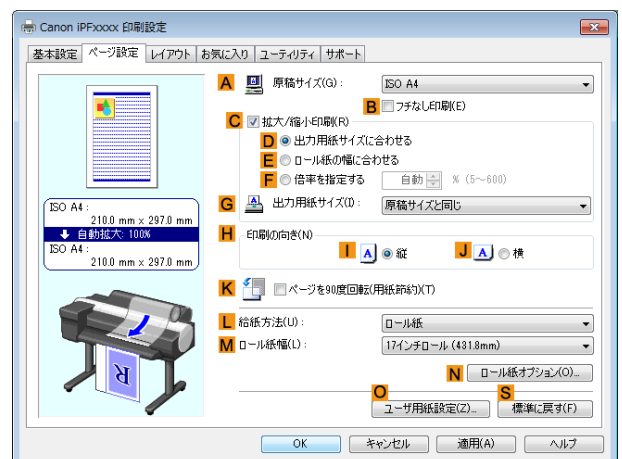 Canon iPFxxxx 印刷設定
基本設定 ページ設定 レイアウト お気に入り ユーティリティ サポート
A 原稿サイズ(G): ISO A4
B フチなし印刷(E)
C 拡大/縮小印刷(R)
D 出力用紙サイズに合わせる
E ロール紙の幅に合わせる
F 倍率を指定する 自動 % (5～600)
G 出力用紙サイズ(I): 原稿サイズと同じ
ISO A4 :
210.0 mm x 297.0 mm
自動拡大: 100%
ISO A4 :
210.0 mm x 297.0 mm
H 印刷の向き(N)
I A 縦 J A 横
K ページを90度回転(用紙節約)(T)
L 給紙方法(U): ロール紙
M ロール紙幅(L): 17インチロール (431.8mm)
N ロール紙オプション(O)...
O ユーザ用紙設定(Z)... S 標準に戻す(F)
R
OK キャンセル 適用(A) ヘルプ